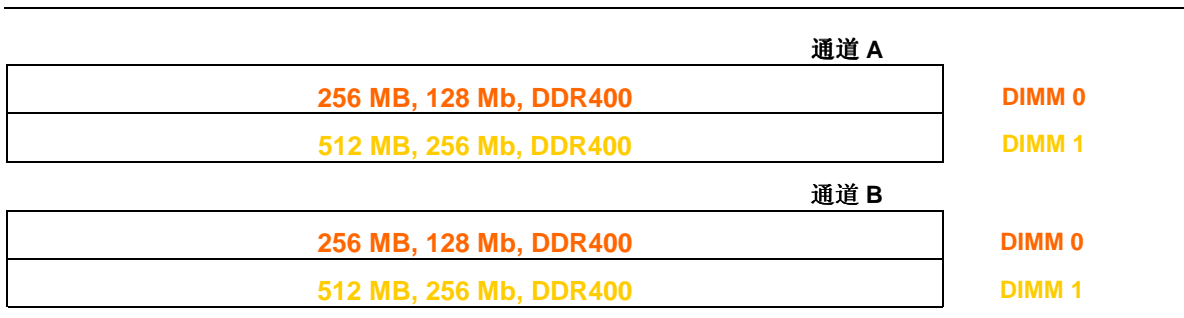 通道 A
256 MB, 128 Mb, DDR400 DIMM 0
512 MB, 256 Mb, DDR400 DIMM 1
通道 B
256 MB, 128 Mb, DDR400 DIMM 0
512 MB, 256 Mb, DDR400 DIMM 1